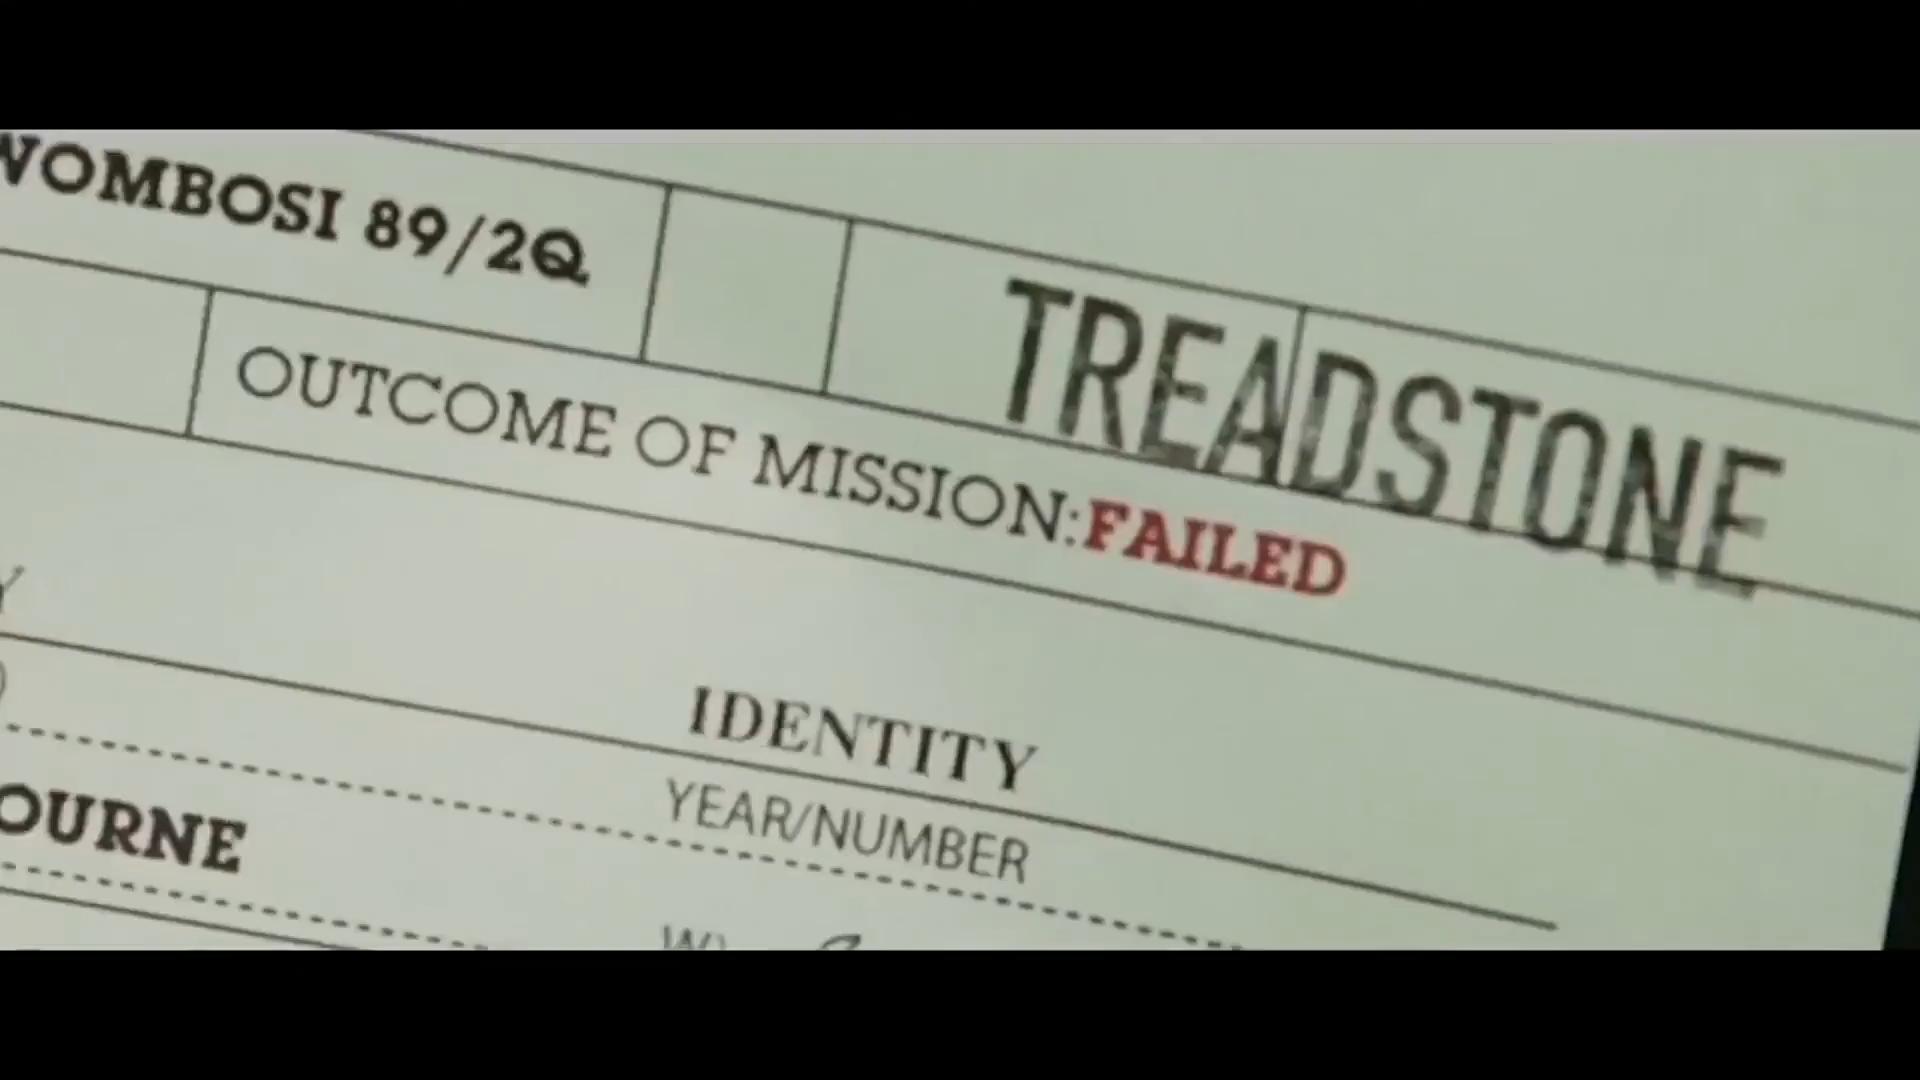 WOMBOSI 89/2Q
TREADSTONE
OUTCOME OF MISSION:FAILED
IDENTITY
YEAR/NUMBER
OURNE